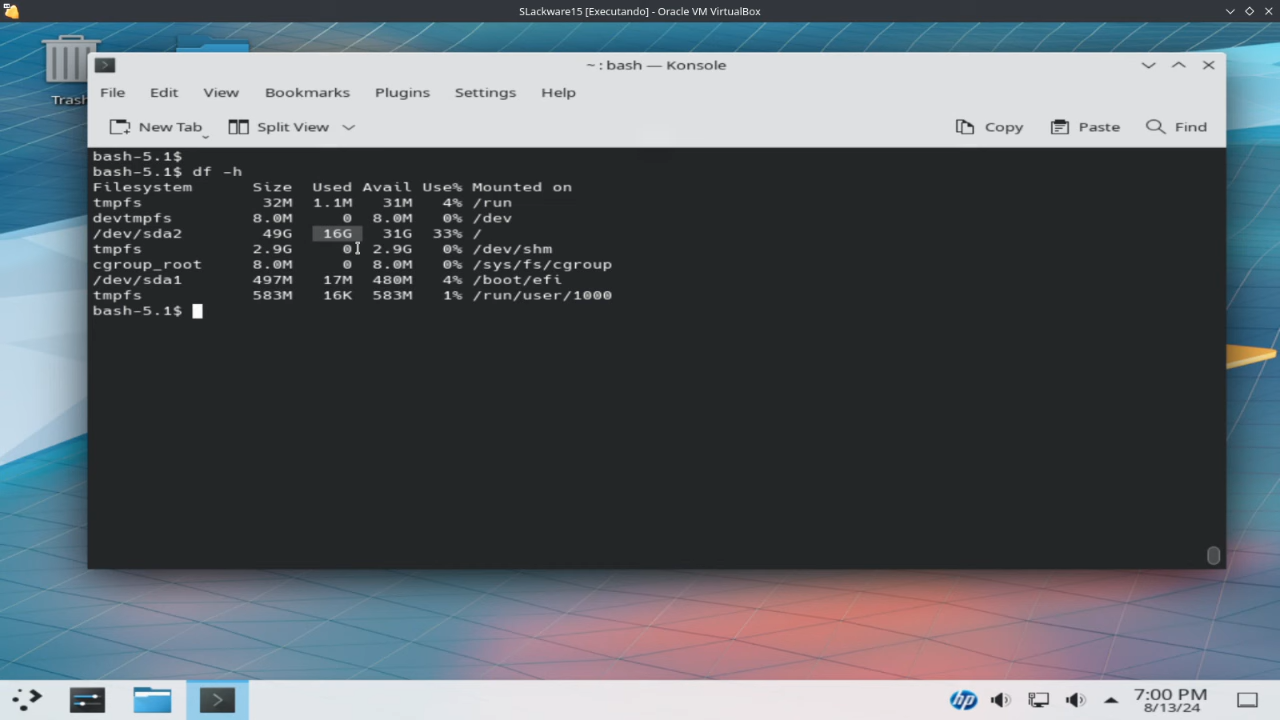 SLackware15 [Executando] - Oracle VM VirtualBox
Trash
~ : bash — Konsole
File Edit View Bookmarks Plugins Settings Help
New Tab Split View Copy Paste Find
bash-5.1$
bash-5.1$ df -h
Filesystem Size Used Avail Use% Mounted on
tmpfs 32M 1.1M 31M 4% /run
devtmpfs 8.0M 0 8.0M 0% /dev
/dev/sda2 49G 16G 31G 33% /
tmpfs 2.9G 0 2.9G 0% /dev/shm
cgroup_root 8.0M 0 8.0M 0% /sys/fs/cgroup
/dev/sda1 497M 17M 480M 4% /boot/efi
tmpfs 583M 16K 583M 1% /run/user/1000
bash-5.1$
hp
7:00 PM
8/13/24